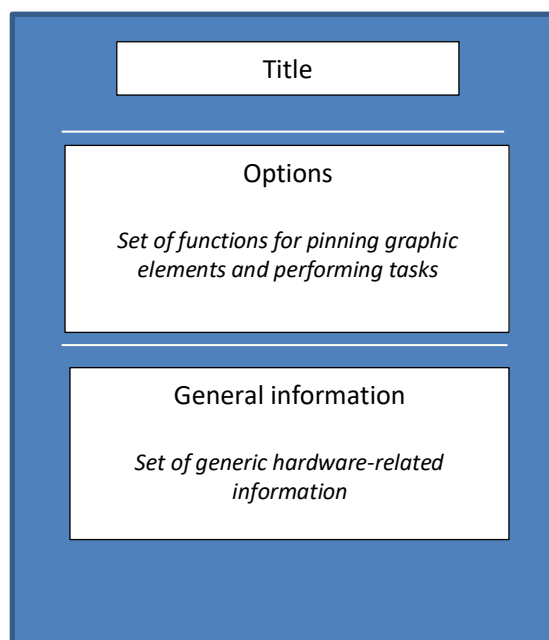 Title
Options
Set of functions for pinning graphic
elements and performing tasks
General information
Set of generic hardware-related
information